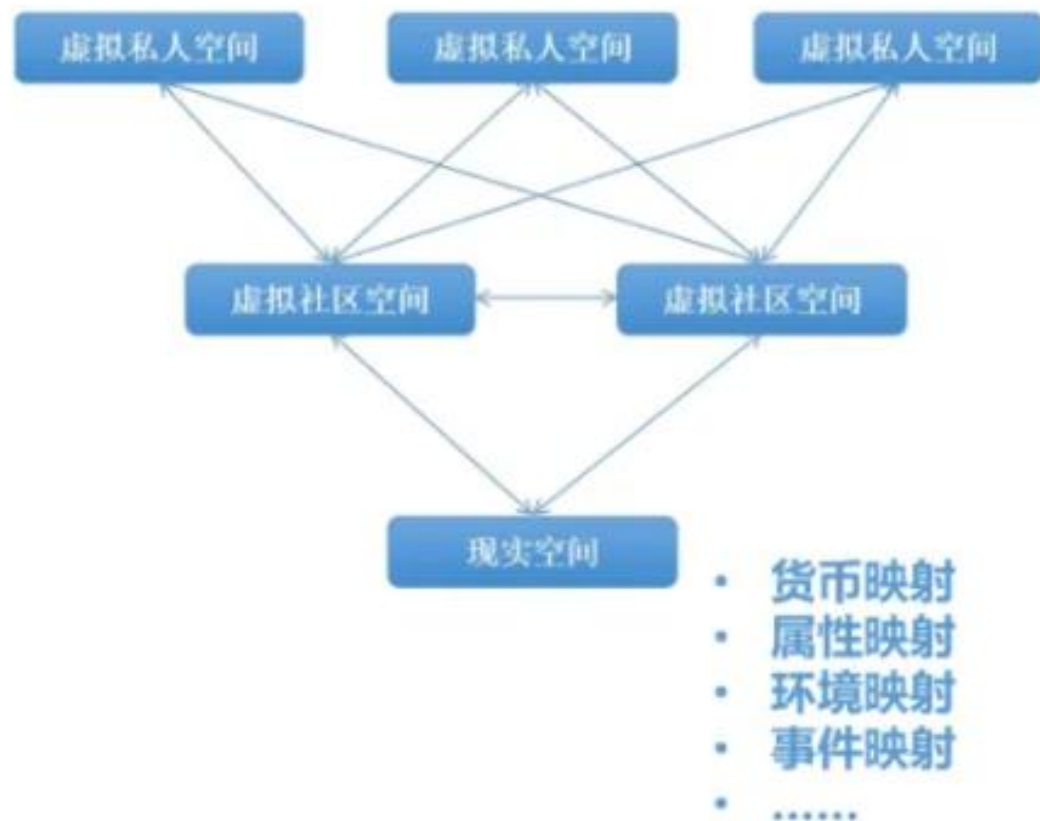 虚拟私人空间
虚拟私人空间
虚拟私人空间
虚拟社区空间
虚拟社区空间
现实空间
• 货币映射
• 属性映射
• 环境映射
• 事件映射
• ……